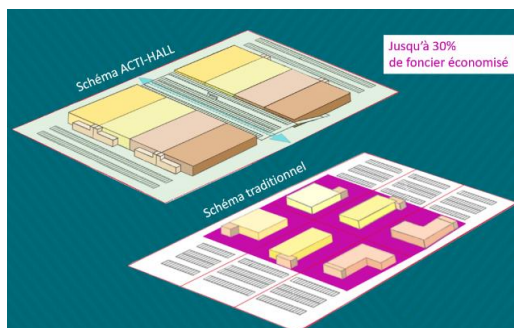 Schéma ACTI-HALL
Jusqu'à 30%
de foncier économisé
Schéma traditionnel